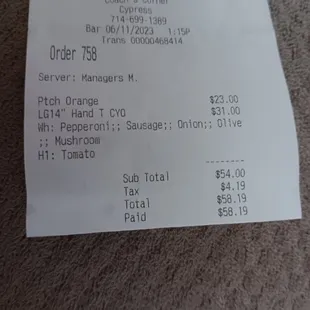 Coach's Corner
Cypress
714-699-1389
Bar 06/11/2023 1:15P
Trans 00000468414
Order 758
Server: Managers M.
Ptch Orange $23.00
LG14" Hand T CYO $31.00
Wh: Pepperoni;; Sausage;; Onion;; Olive
;; Mushroom
H1: Tomato
--------
Sub Total $54.00
Tax $4.19
Total $58.19
Paid $58.19